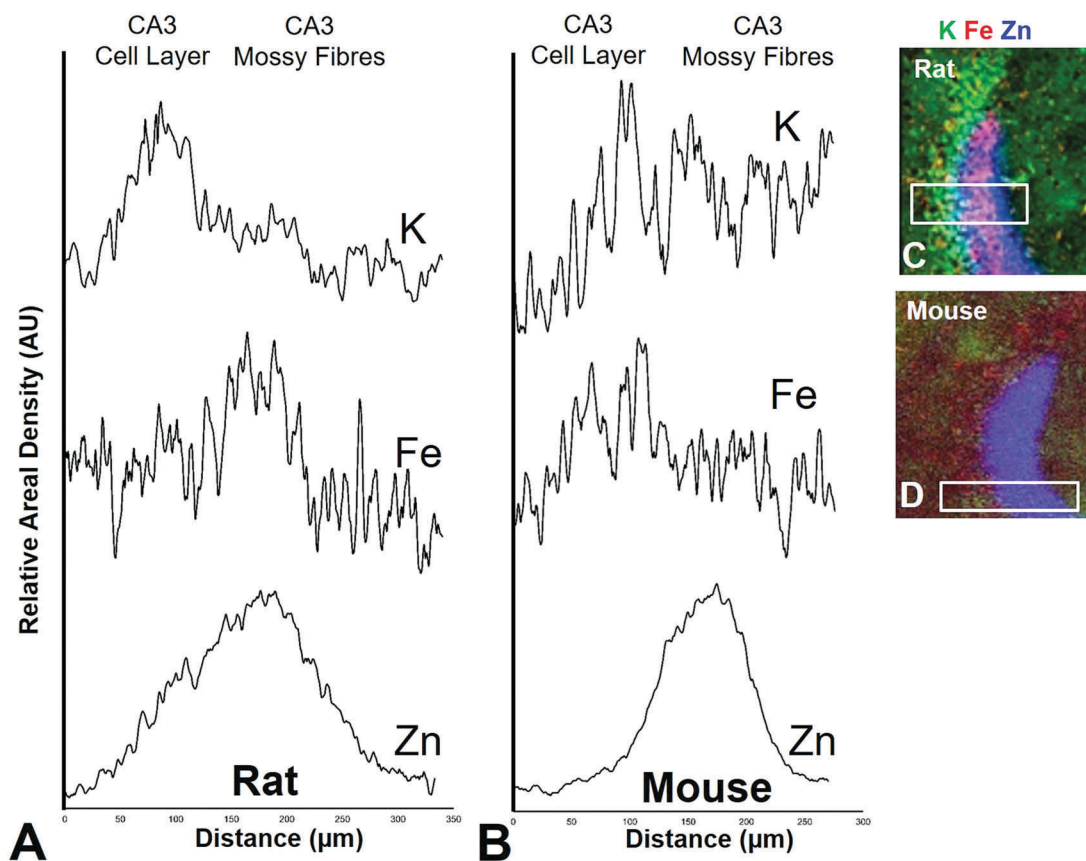 CA3
Cell Layer
CA3
Mossy Fibres
CA3
Cell Layer
CA3
Mossy Fibres
K Fe Zn
Rat
C
Mouse
D
Relative Areal Density (AU)
K
Fe
Zn
Rat
K
Fe
Zn
Mouse
0 50 100 150 200 250 300 350
Distance (µm)
0 50 100 150 200 250 300
Distance (µm)
A
B